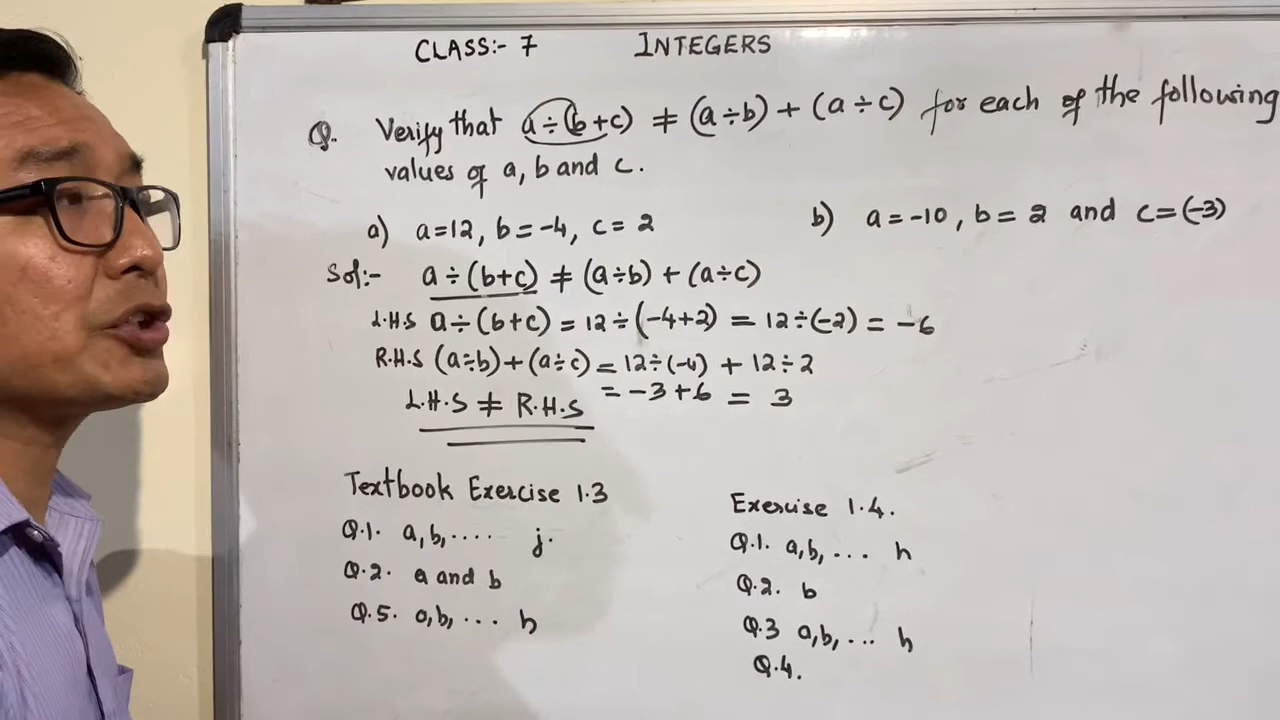 CLASS:- 7 INTEGERS
Q. Verify that a÷(b+c) ≠ (a÷b) + (a÷c) for each of the following
values of a, b and c.
a) a=12, b=-4, c=2 b) a=-10, b=2 and c=(-3)
Sol:- a÷(b+c) ≠ (a÷b) + (a÷c)
L.H.S a÷(b+c) = 12÷(-4+2) = 12÷(-2) = -6
R.H.S (a÷b)+(a÷c) = 12÷(-4) + 12÷2
= -3+6 = 3
L.H.S ≠ R.H.S
Textbook Exercise 1.3
Q.1. a,b,.... j.
Q.2. a and b
Q.5. a,b, ... h
Exercise 1.4.
Q.1. a,b, ... h
Q.2. b
Q.3 a,b, ... h
Q.4.